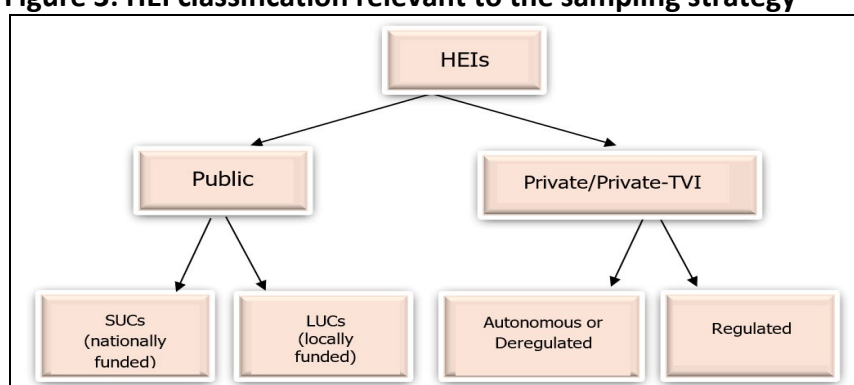 Figure 3. HEI classification relevant to the sampling strategy
HEIs
Public
Private/Private-TVI
SUCs
(nationally
funded)
LUCs
(locally
funded)
Autonomous or
Deregulated
Regulated